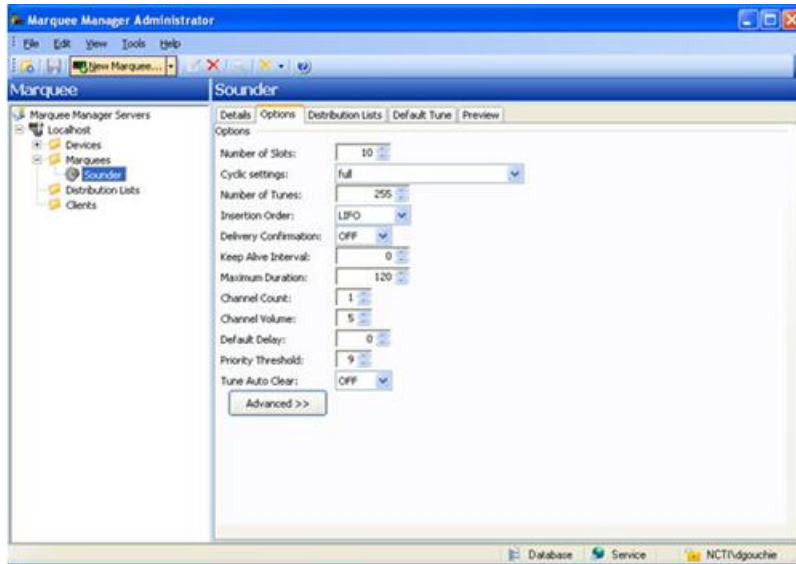 Marquee Manager Administrator
File Edit View Tools Help
New Marquee...
Marquee
Sounder
Marquee Manager Servers
Localhost
Devices
Marquees
Sounder
Distribution Lists
Clients
Details Options Distribution Lists Default Tune Preview
Options
Number of Slots: 10
Cyclic settings: full
Number of Tunes: 255
Insertion Order: LIFO
Delivery Confirmation: OFF
Keep Alive Interval: 0
Maximum Duration: 120
Channel Count: 1
Channel Volume: 5
Default Delay: 0
Priority Threshold: 9
Tune Auto Clear: OFF
Advanced >>
Database Service NCTI\dgouchie